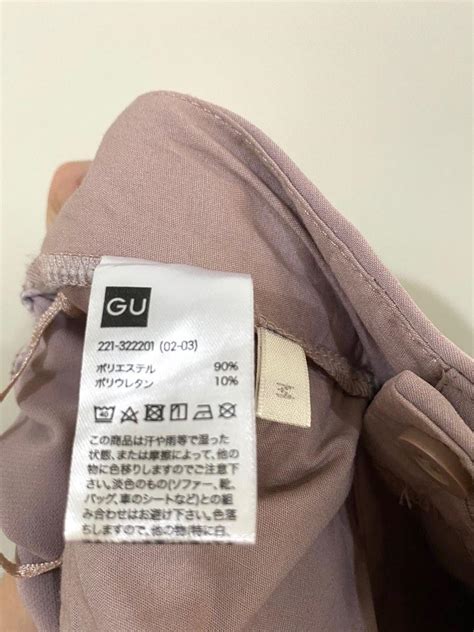 GU
221-322201 (02-03)
ポリエステル 90%
ポリウレタン 10%
この商品は汗や雨等で湿った
状態、または摩擦によって、他の
物に色移りしますのでご注意く
ださい。淡色のもの(ソファー、靴、
バッグ、車のシートなど)との組
み合わせはお避け下さい。色落
ちしますので、他の物(特に白、